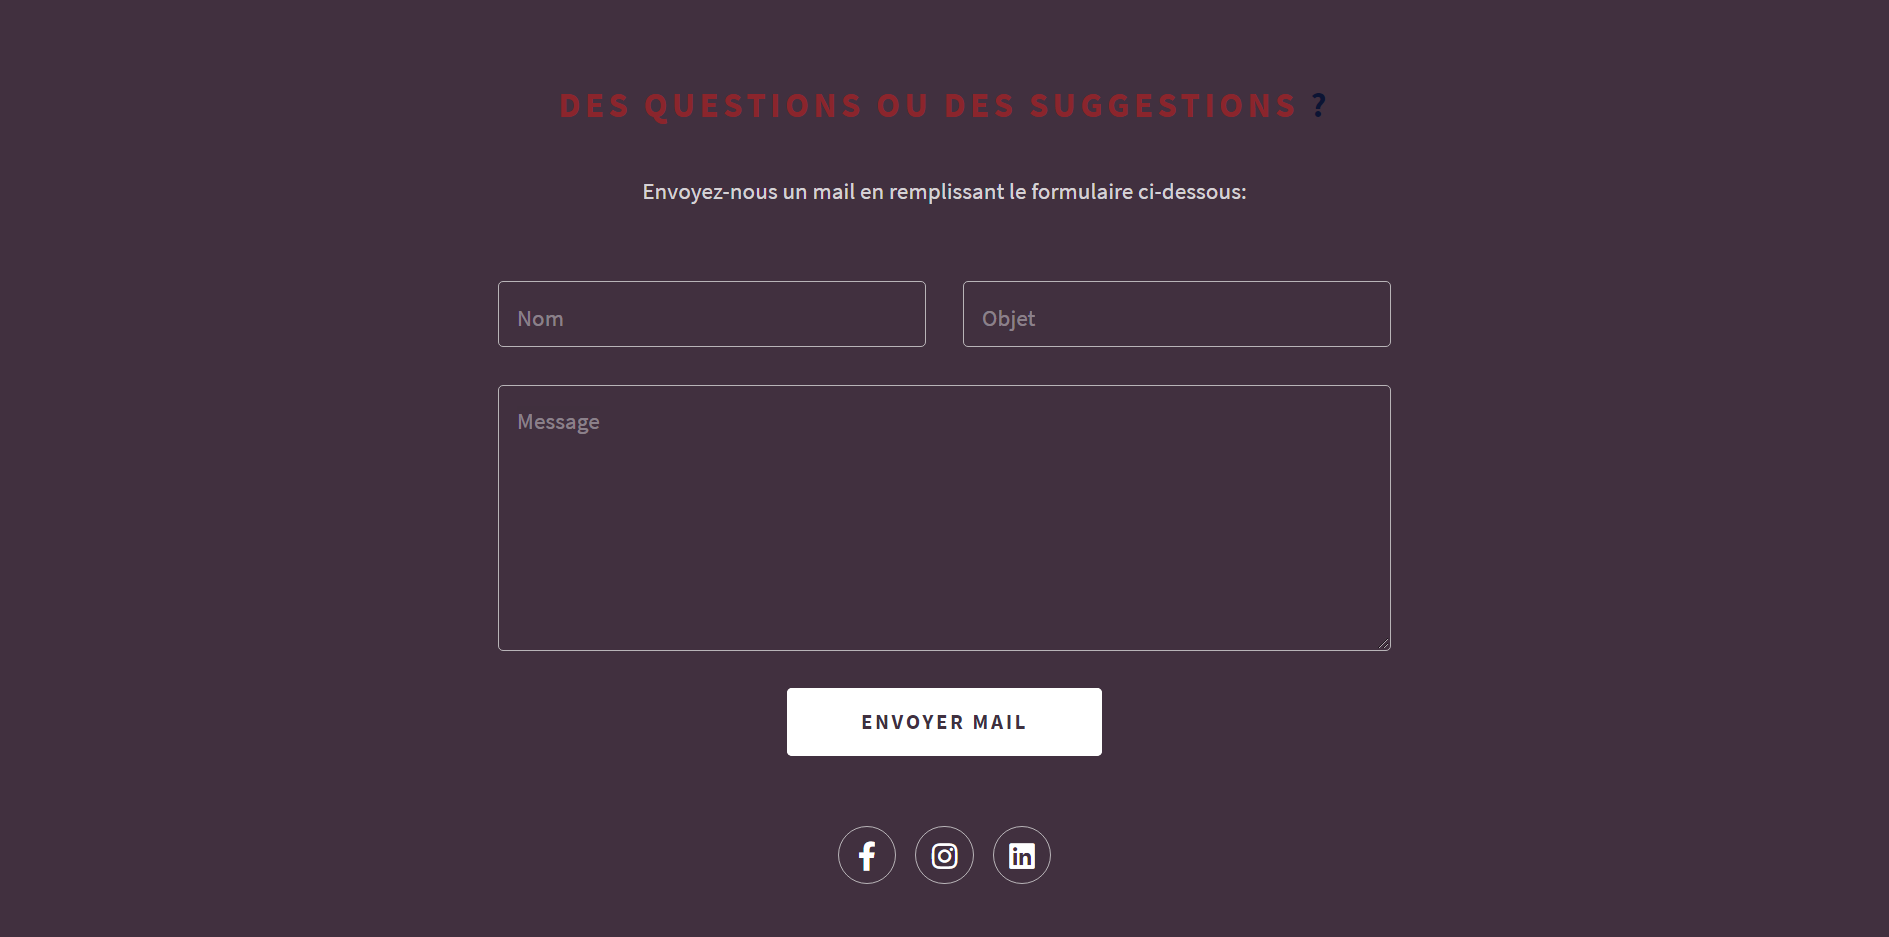 DES QUESTIONS OU DES SUGGESTIONS ?
Envoyez-nous un mail en remplissant le formulaire ci-dessous:
Nom
Objet
Message
ENVOYER MAIL